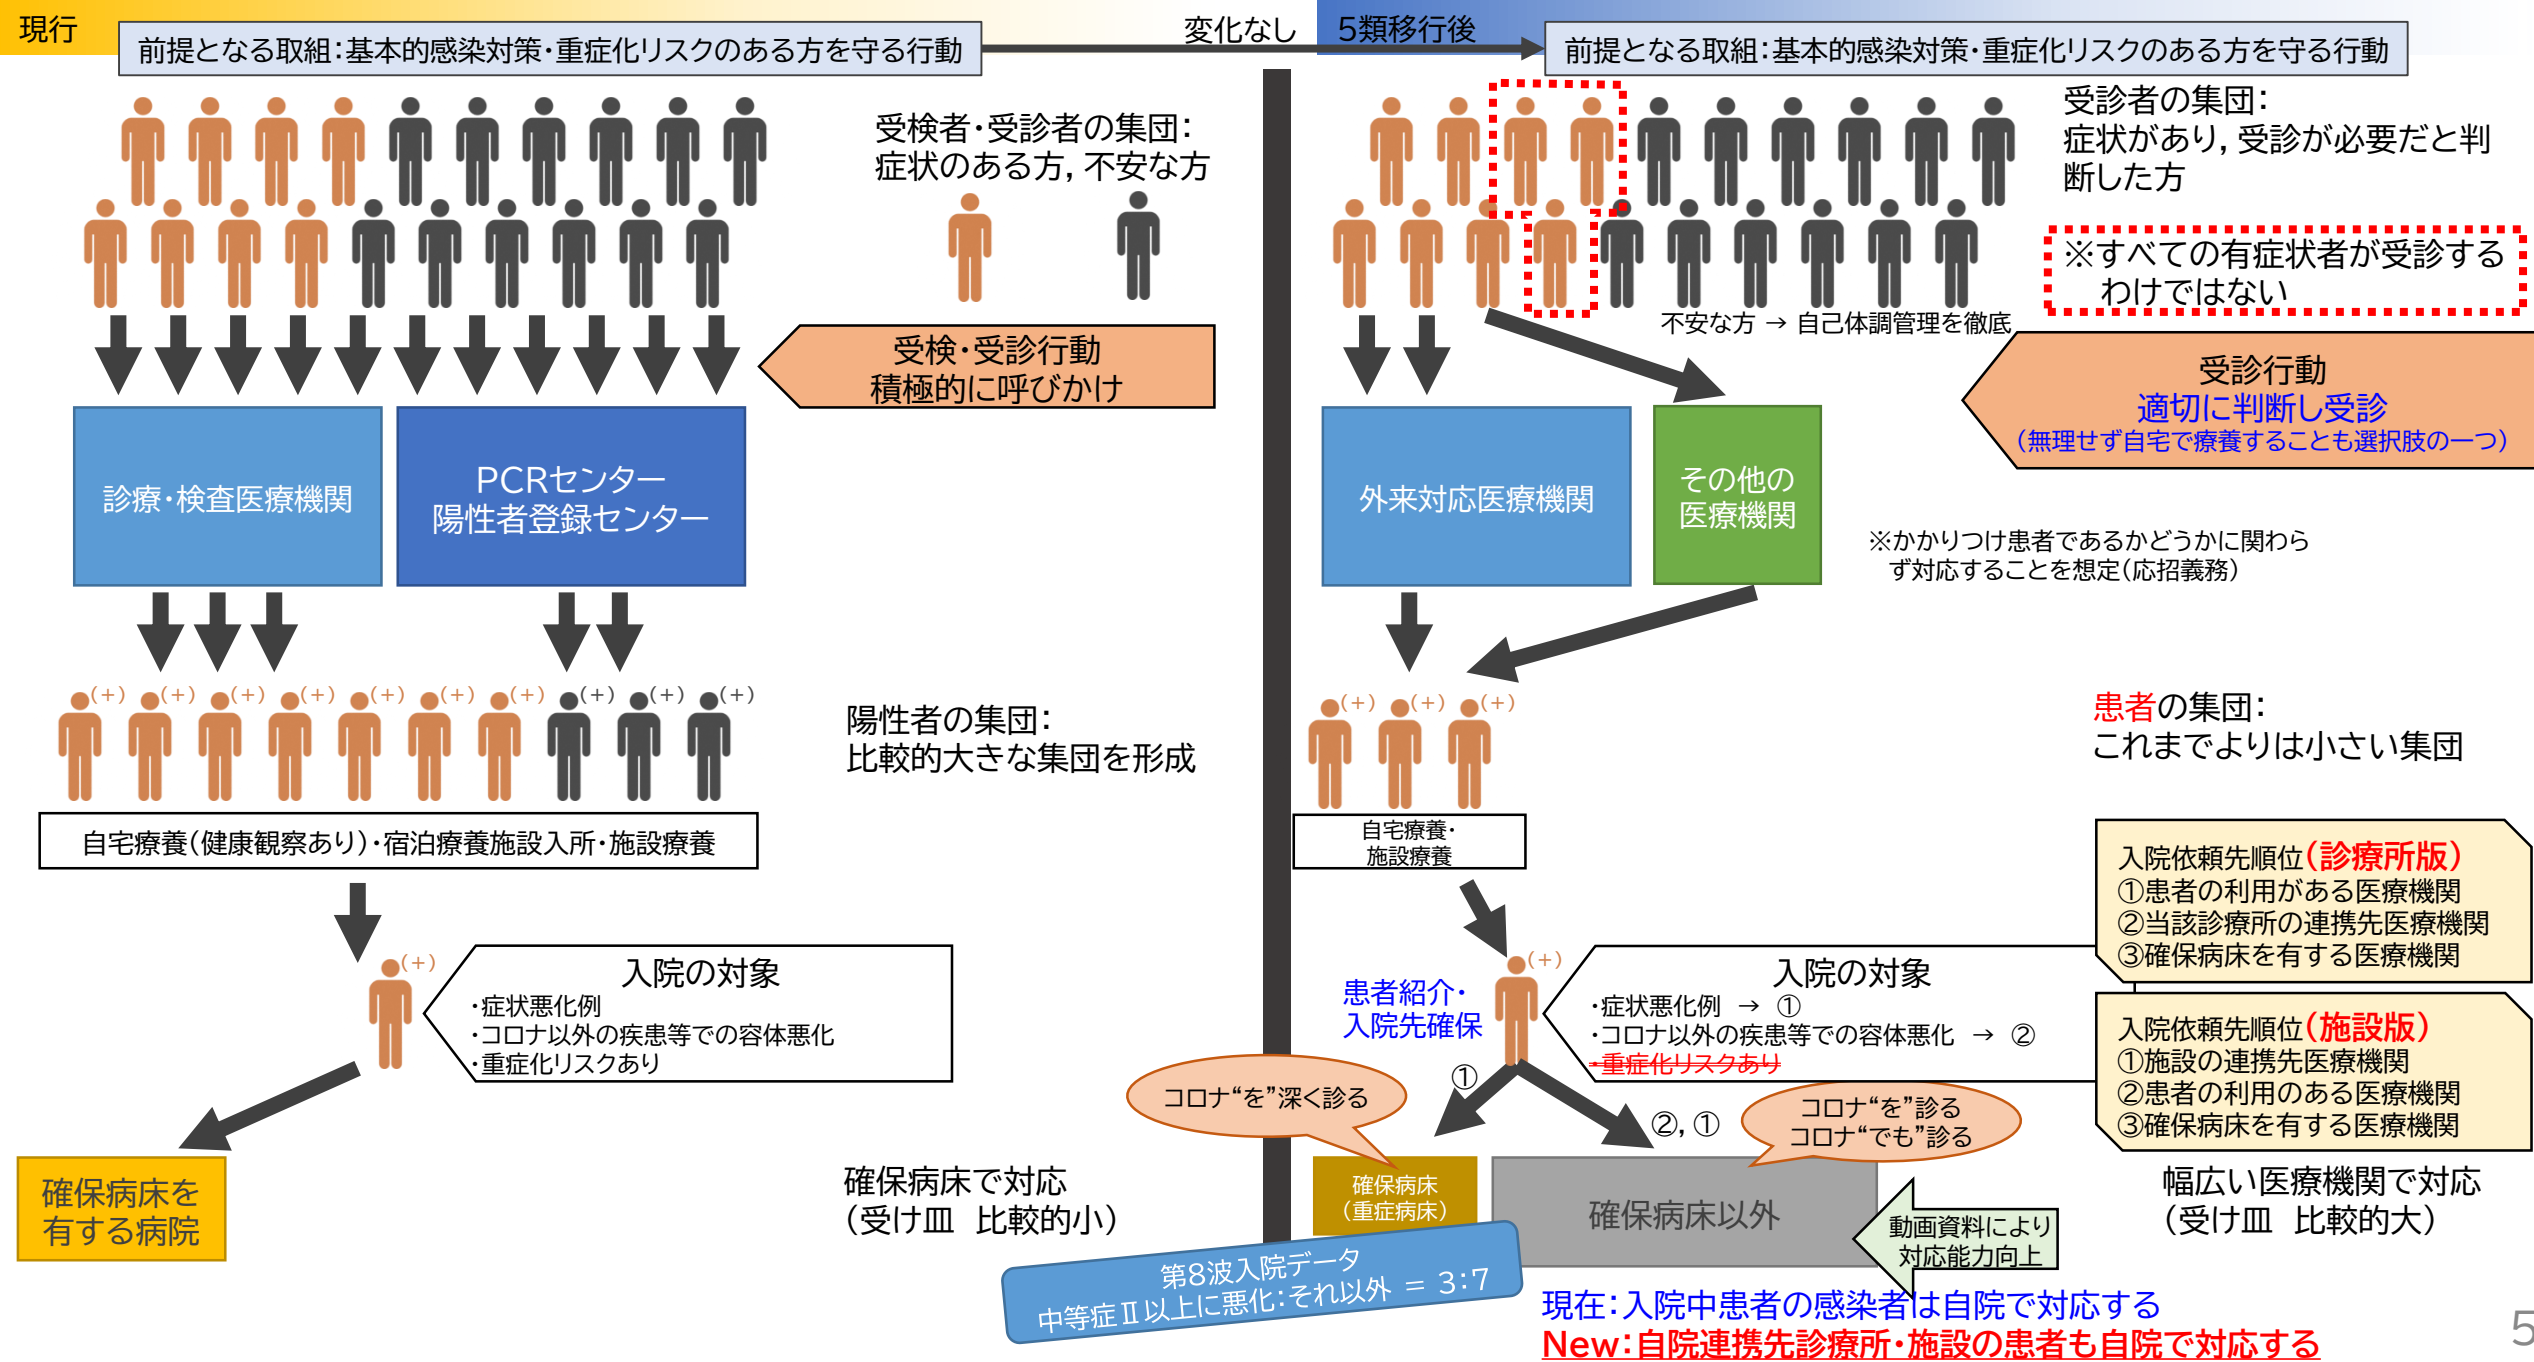 現行
前提となる取組：基本的感染対策・重症化リスクのある方を守る行動
変化なし
受検者・受診者の集団：
症状のある方，不安な方
受検・受診行動
積極的に呼びかけ
診療・検査医療機関
PCRセンター
陽性者登録センター
(+) (+) (+) (+) (+) (+) (+) (+) (+) (+)
陽性者の集団：
比較的大きな集団を形成
自宅療養（健康観察あり）・宿泊療養施設入所・施設療養
(+)
入院の対象
・症状悪化例
・コロナ以外の疾患等での容体悪化
・重症化リスクあり
確保病床を
有する病院
確保病床で対応
（受け皿　比較的小）
5類移行後
前提となる取組：基本的感染対策・重症化リスクのある方を守る行動
受診者の集団：
症状があり，受診が必要だと判
断した方
※すべての有症状者が受診する
わけではない
不安な方 → 自己体調管理を徹底
受診行動
適切に判断し受診
（無理せず自宅で療養することも選択肢の一つ）
外来対応医療機関
その他の
医療機関
※かかりつけ患者であるかどうかに関わら
ず対応することを想定（応招義務）
(+) (+) (+)
患者の集団：
これまでよりは小さい集団
自宅療養・
施設療養
(+)
患者紹介・
入院先確保
入院の対象
・症状悪化例 → ①
・コロナ以外の疾患等での容体悪化 → ②
・重症化リスクあり
入院依頼先順位（診療所版）
①患者の利用がある医療機関
②当該診療所の連携先医療機関
③確保病床を有する医療機関
入院依頼先順位（施設版）
①施設の連携先医療機関
②患者の利用のある医療機関
③確保病床を有する医療機関
①
②，①
コロナ“を”深く診る
コロナ“を”診る
コロナ“でも”診る
確保病床
（重症病床）
確保病床以外
動画資料により
対応能力向上
幅広い医療機関で対応
（受け皿　比較的大）
第8波入院データ
中等症Ⅱ以上に悪化：それ以外 ＝ 3：7
現在：入院中患者の感染者は自院で対応する
New：自院連携先診療所・施設の患者も自院で対応する
5